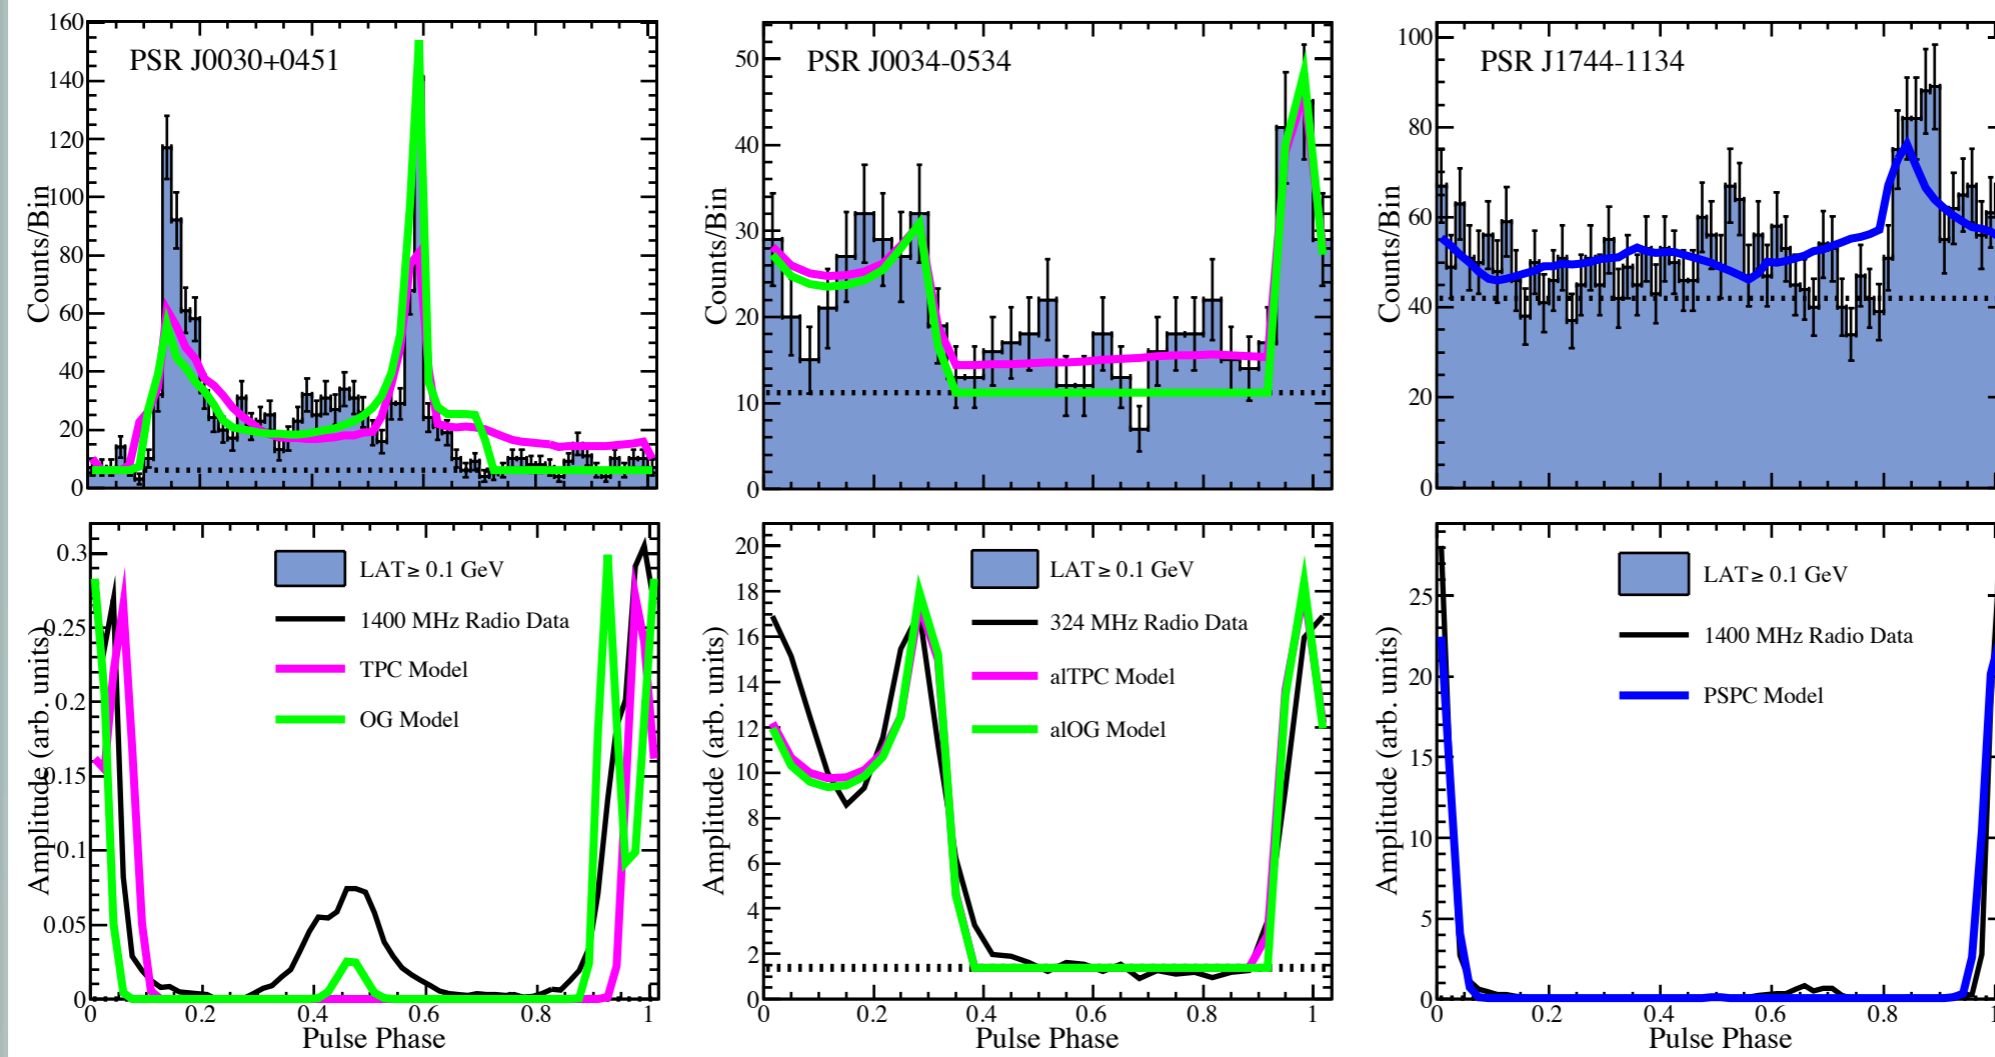 PSR J0030+0451
160
140
120
100
80
60
40
20
0
Counts/Bin
PSR J0034-0534
50
40
30
20
10
0
Counts/Bin
PSR J1744-1134
100
80
60
40
20
0
Counts/Bin
0.3
0.25
0.2
0.15
0.1
0.05
0
Amplitude (arb. units)
LAT ≥ 0.1 GeV
1400 MHz Radio Data
TPC Model
OG Model
0 0.2 0.4 0.6 0.8 1
Pulse Phase
20
18
16
14
12
10
8
6
4
2
0
Amplitude (arb. units)
LAT ≥ 0.1 GeV
324 MHz Radio Data
alTPC Model
alOG Model
0 0.2 0.4 0.6 0.8 1
Pulse Phase
25
20
15
10
5
0
Amplitude (arb. units)
LAT ≥ 0.1 GeV
1400 MHz Radio Data
PSPC Model
0 0.2 0.4 0.6 0.8 1
Pulse Phase